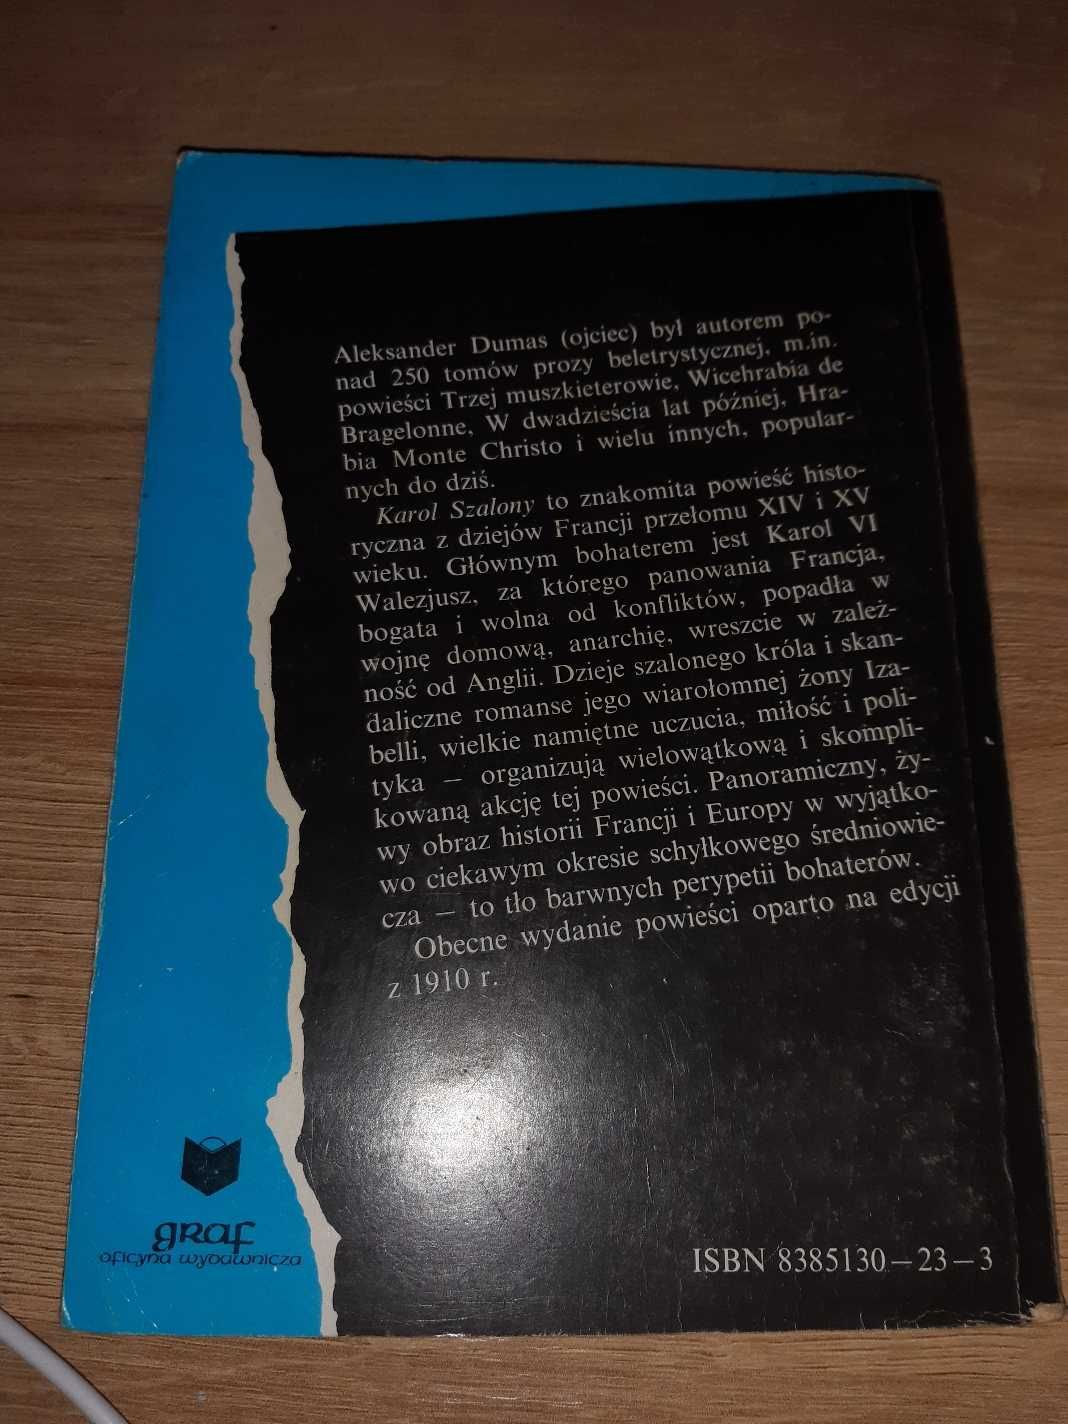 Aleksander Dumas (ojciec) był autorem po-
nad 250 tomów prozy beletrystycznej, m.in.
powieści Trzej muszkieterowie, Wicehrabia de
Bragelonne, W dwadzieścia lat później, Hra-
bia Monte Christo i wielu innych, popular-
nych do dziś.
Karol Szalony to znakomita powieść histo-
ryczna z dziejów Francji przełomu XIV i XV
wieku. Głównym bohaterem jest Karol VI
Walezjusz, za którego panowania Francja,
bogata i wolna od konfliktów, popadła w
wojnę domową, anarchię, wreszcie w zależ-
ność od Anglii. Dzieje szalonego króla i skan-
daliczne romanse jego wiarołomnej żony Iza-
belli, wielkie namiętne uczucia, miłość i poli-
tyka – organizują wielowątkową i skompli-
kowaną akcję tej powieści. Panoramiczny, ży-
wy obraz historii Francji i Europy w wyjątko-
wo ciekawym okresie schyłkowego średniowie-
cza – to tło barwnych perypetii bohaterów.
Obecne wydanie powieści oparto na edycji
z 1910 r.
graf
oficyna wydawnicza
ISBN 8385130–23–3